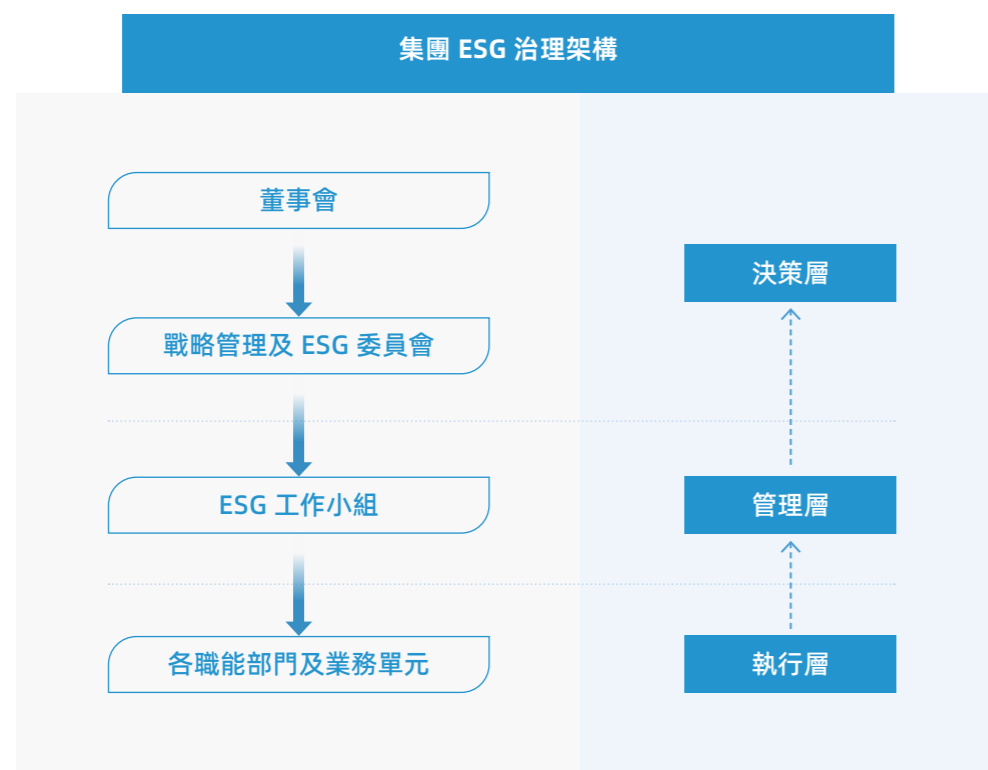 集團 ESG 治理架構
董事會
決策層
戰略管理及 ESG 委員會
ESG 工作小組
管理層
各職能部門及業務單元
執行層